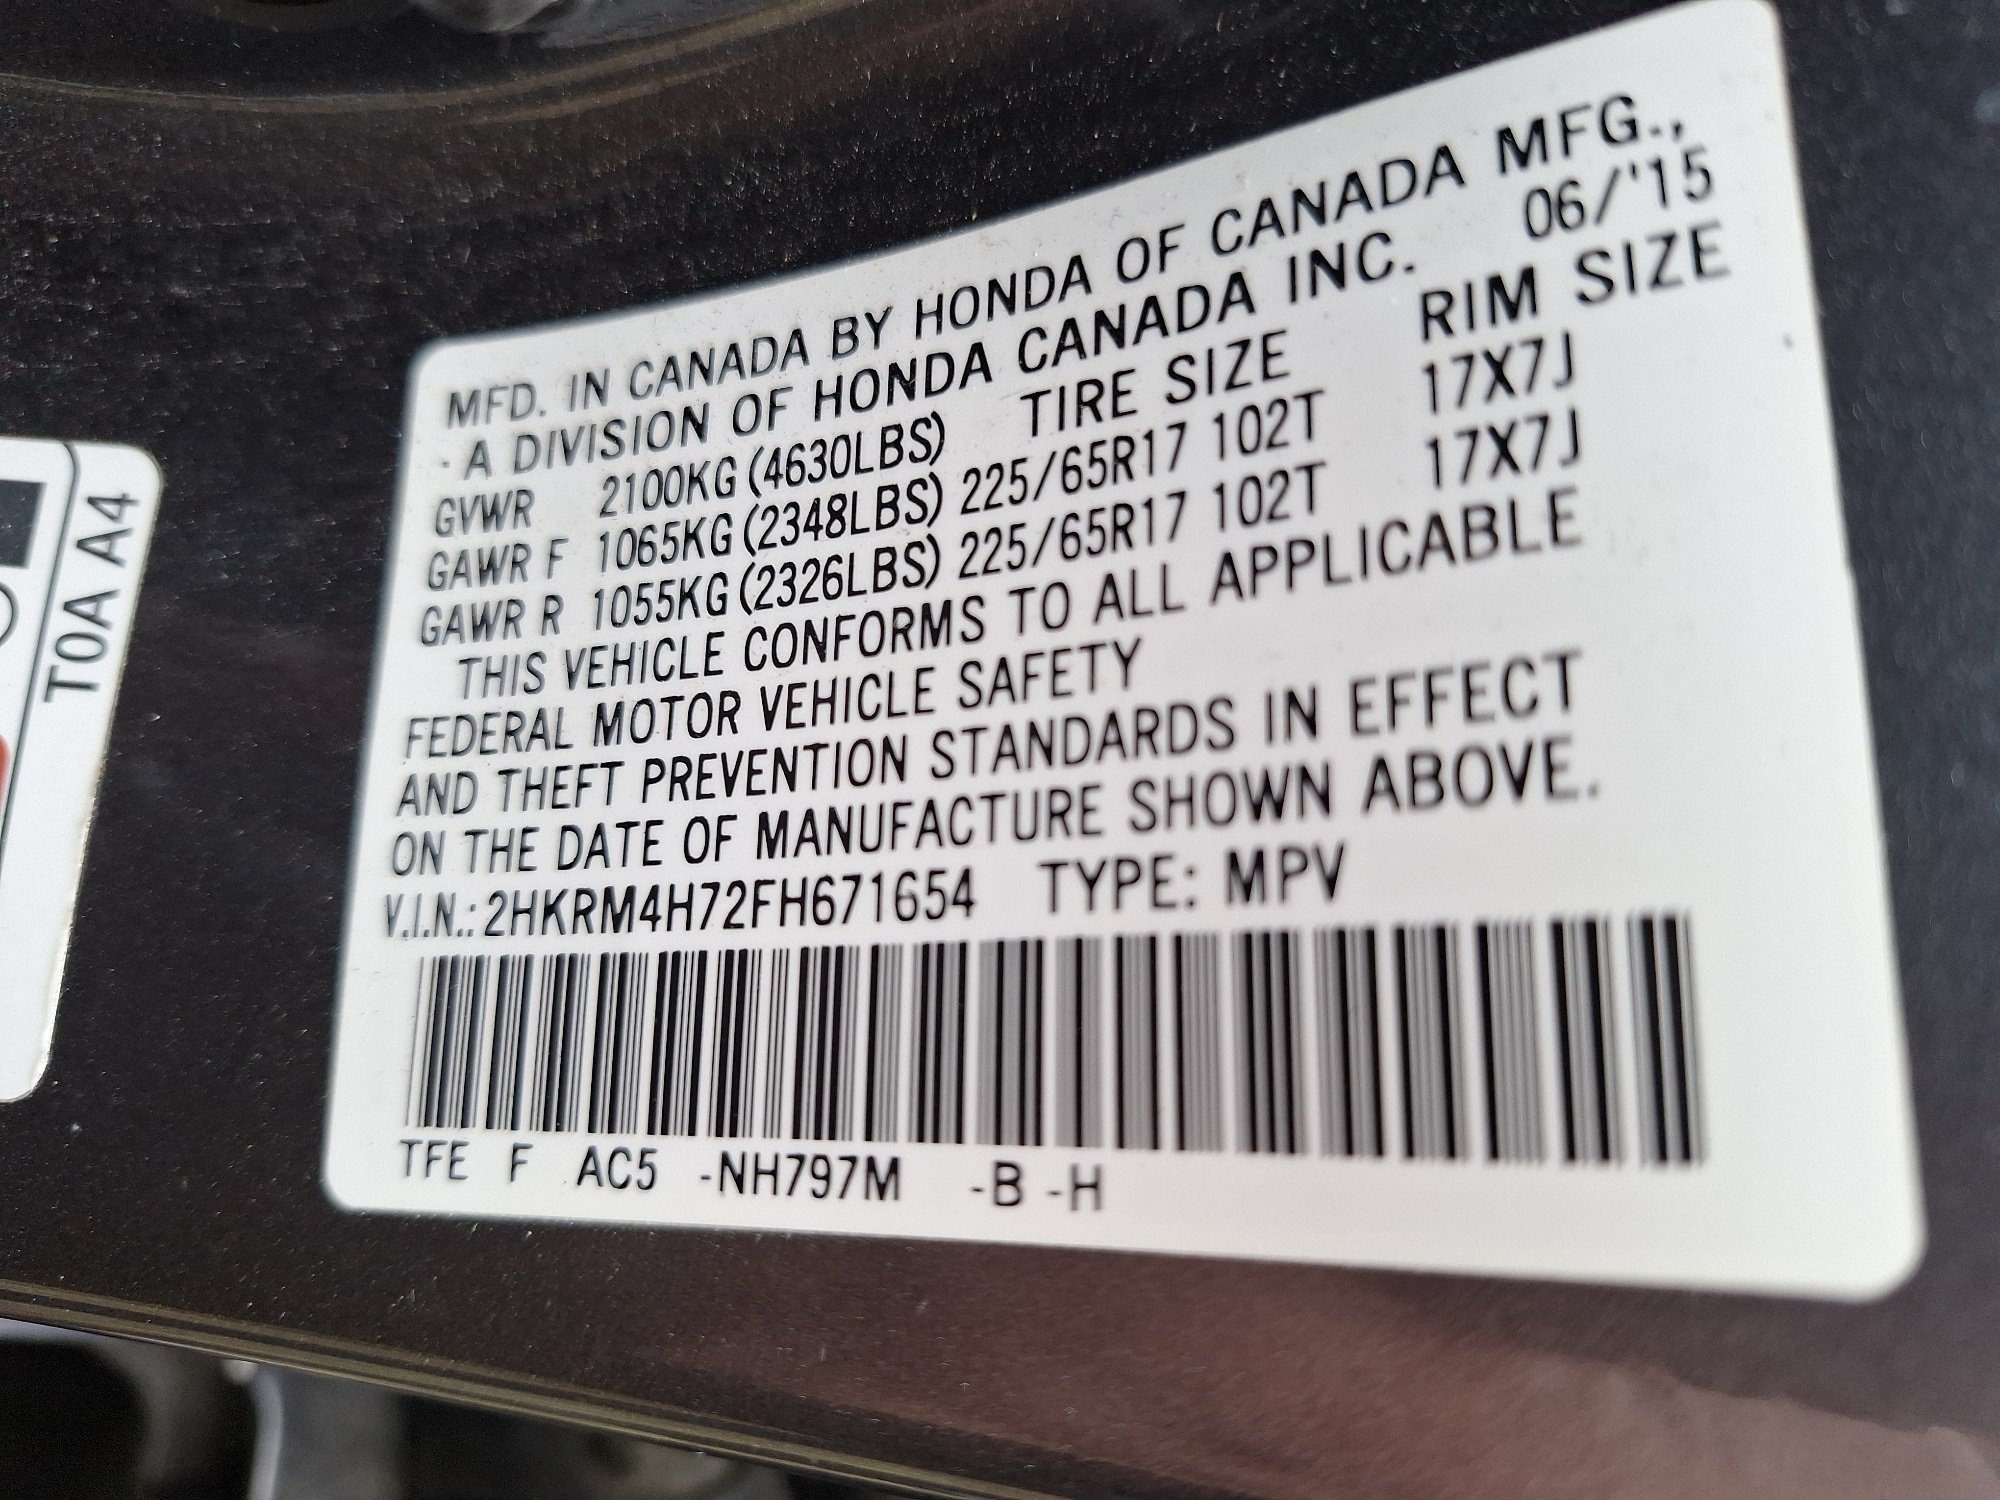 MFD. IN CANADA BY HONDA OF CANADA MFG.,
A DIVISION OF HONDA CANADA INC. 06/'15
GVWR 2100KG (4630LBS) TIRE SIZE RIM SIZE
GAWR F 1065KG (2348LBS) 225/65R17 102T 17X7J
GAWR R 1055KG (2326LBS) 225/65R17 102T 17X7J
THIS VEHICLE CONFORMS TO ALL APPLICABLE
FEDERAL MOTOR VEHICLE SAFETY
AND THEFT PREVENTION STANDARDS IN EFFECT
ON THE DATE OF MANUFACTURE SHOWN ABOVE.
V.I.N.: 2HKRM4H72FH671654 TYPE: MPV
TFE F AC5 -NH797M -B -H
T0A A4